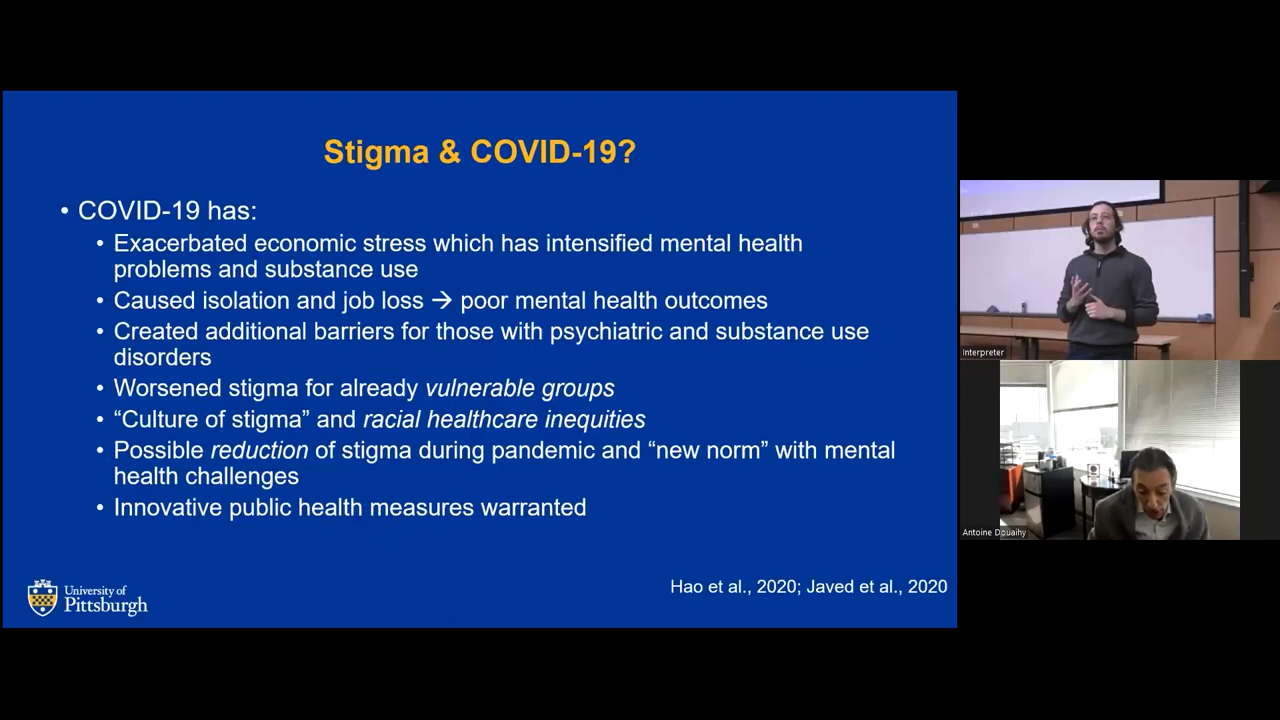 Stigma & COVID-19?
• COVID-19 has:
• Exacerbated economic stress which has intensified mental health
problems and substance use
• Caused isolation and job loss → poor mental health outcomes
• Created additional barriers for those with psychiatric and substance use
disorders
• Worsened stigma for already vulnerable groups
• “Culture of stigma” and racial healthcare inequities
• Possible reduction of stigma during pandemic and “new norm” with mental
health challenges
• Innovative public health measures warranted
Hao et al., 2020; Javed et al., 2020
University of
Pittsburgh
Interpreter
Antoine Douaihy